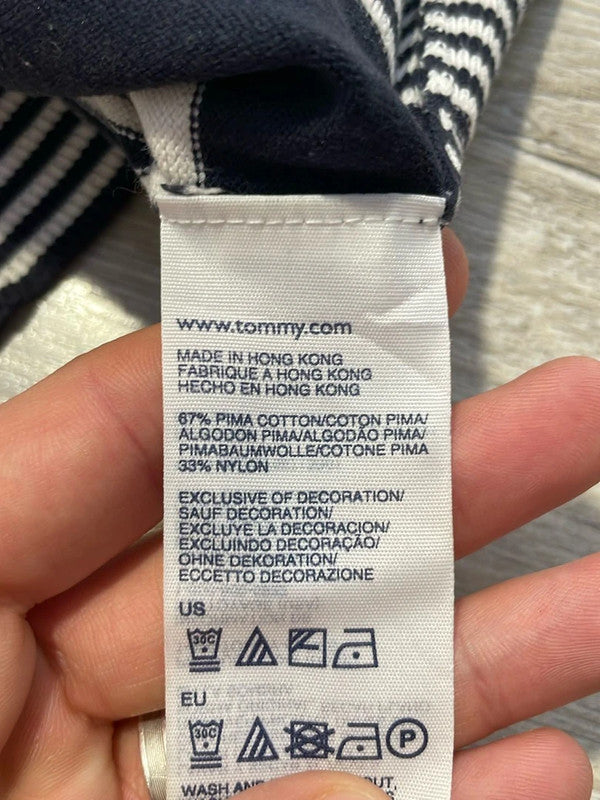 www.tommy.com
MADE IN HONG KONG
FABRIQUE A HONG KONG
HECHO EN HONG KONG
67% PIMA COTTON/COTON PIMA/
ALGODON PIMA/ALGODÃO PIMA/
PIMABAUMWOLLE/COTONE PIMA
33% NYLON
EXCLUSIVE OF DECORATION/
SAUF DECORATION/
EXCLUYE LA DECORACION/
EXCLUINDO DECORAÇÃO/
OHNE DEKORATION/
ECCETTO DECORAZIONE
US
30C
EU
30C P
WASH